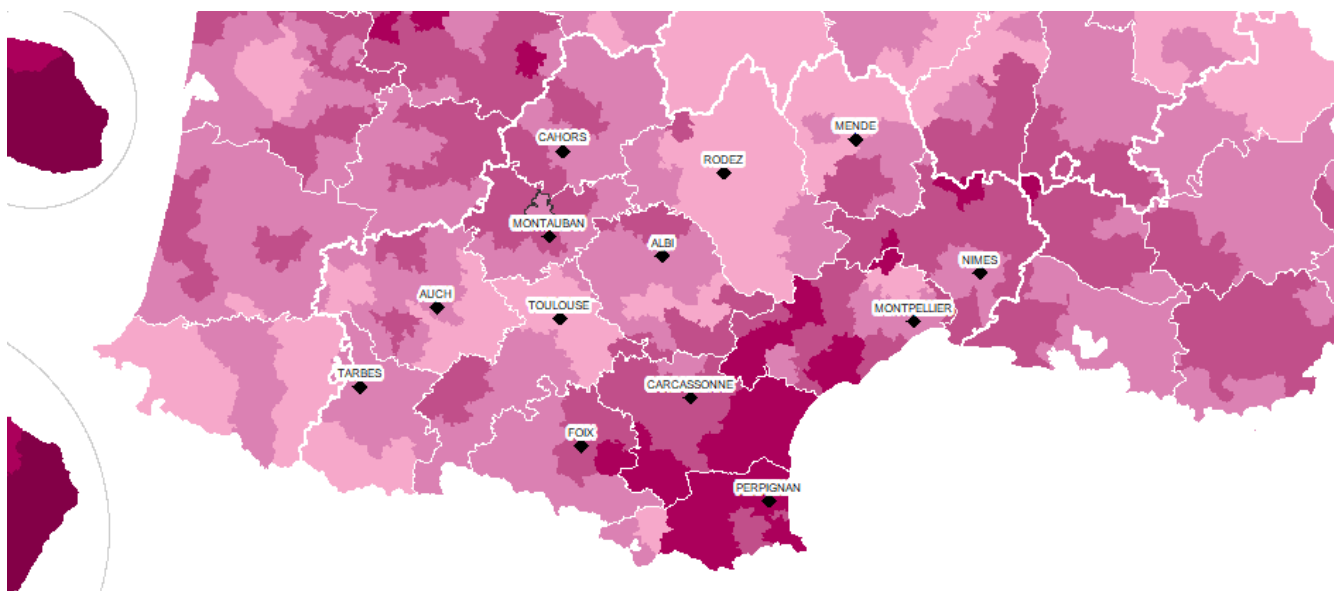 MENDE
CAHORS
RODEZ
MONTAUBAN
ALBI
NIMES
AUCH
TOULOUSE
MONTPELLIER
TARBES
CARCASSONNE
FOIX
PERPIGNAN